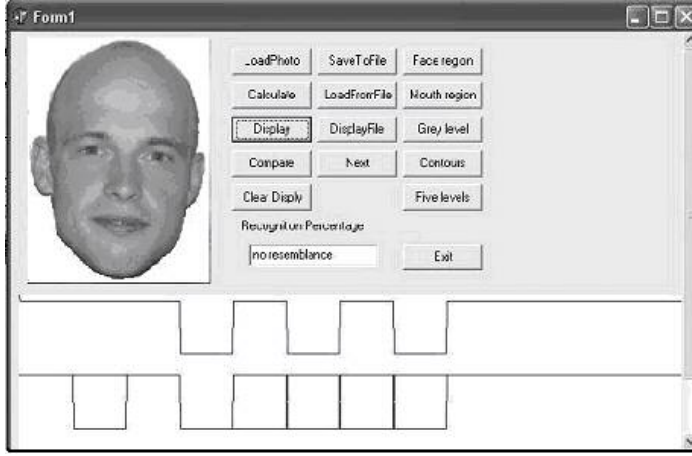 Form1
LoadPhoto SaveToFile Face region
Calculate LoadFromFile Mouth region
Display DisplayFile Grey level
Compare Next Contours
Clear Disply Five levels
Recognition Percentage
no resemblance Exit